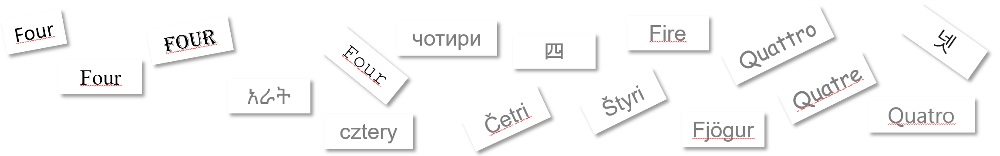 Four
Four
FOUR
አራት
Four
cztery
чотири
四
Četri
Štyri
Fire
Fjögur
Quattro
Quatre
Quatro
넷